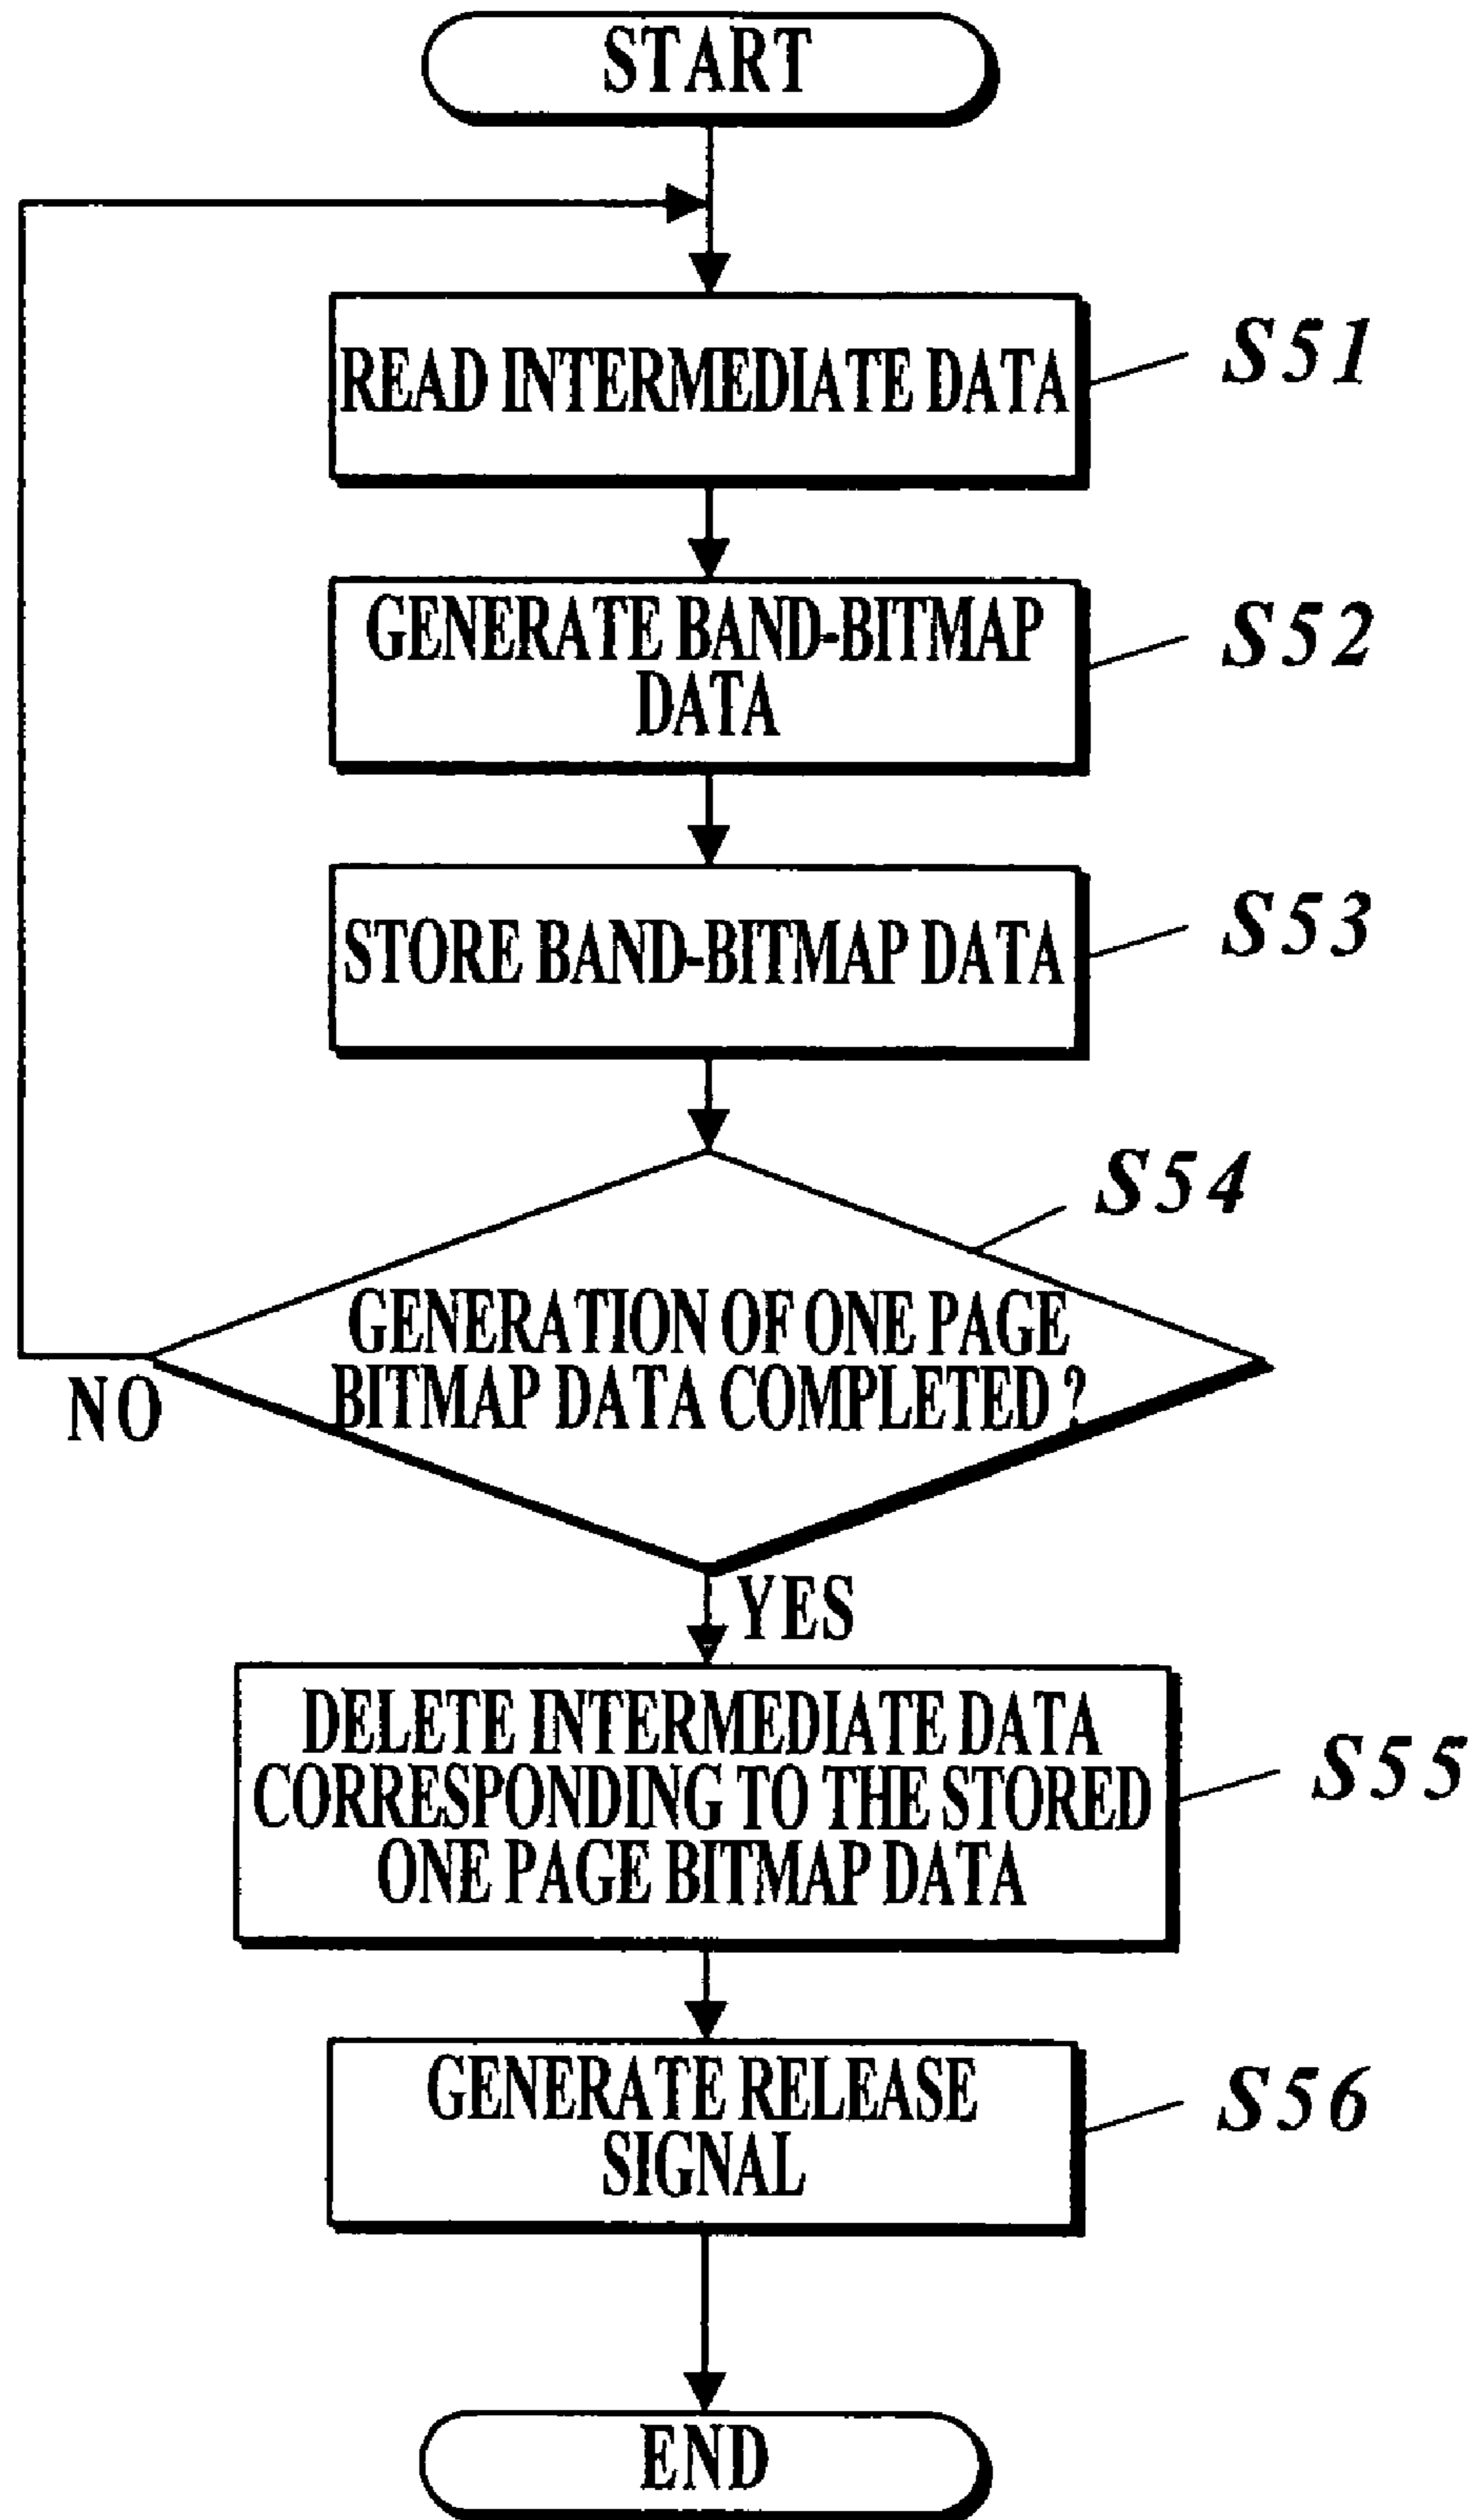 START
READ INTERMEDIATE DATA
S51
GENERATE BAND-BITMAP
DATA
S52
STORE BAND-BITMAP DATA
S53
S54
GENERATION OF ONE PAGE
BITMAP DATA COMPLETED ?
NO
YES
DELETE INTERMEDIATE DATA
CORRESPONDING TO THE STORED
ONE PAGE BITMAP DATA
S55
GENERATE RELEASE
SIGNAL
S56
END